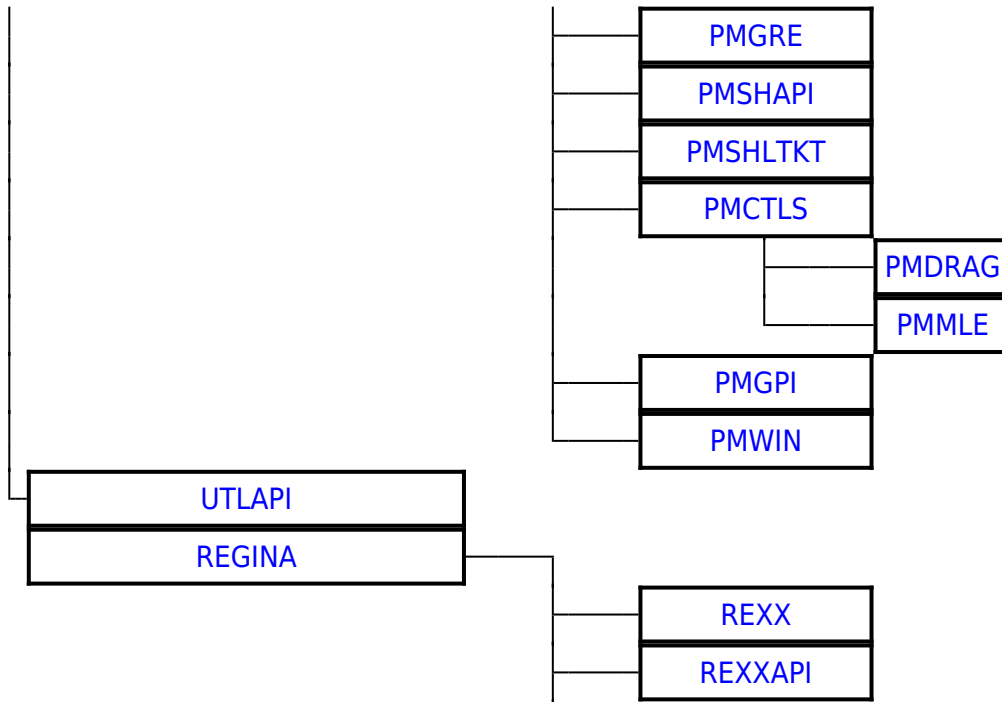 PMGRE
PMSHAPI
PMSHLTKT
PMCTLS
PMDRAG
PMMLE
PMGPI
PMWIN
UTLAPI
REGINA
REXX
REXXAPI